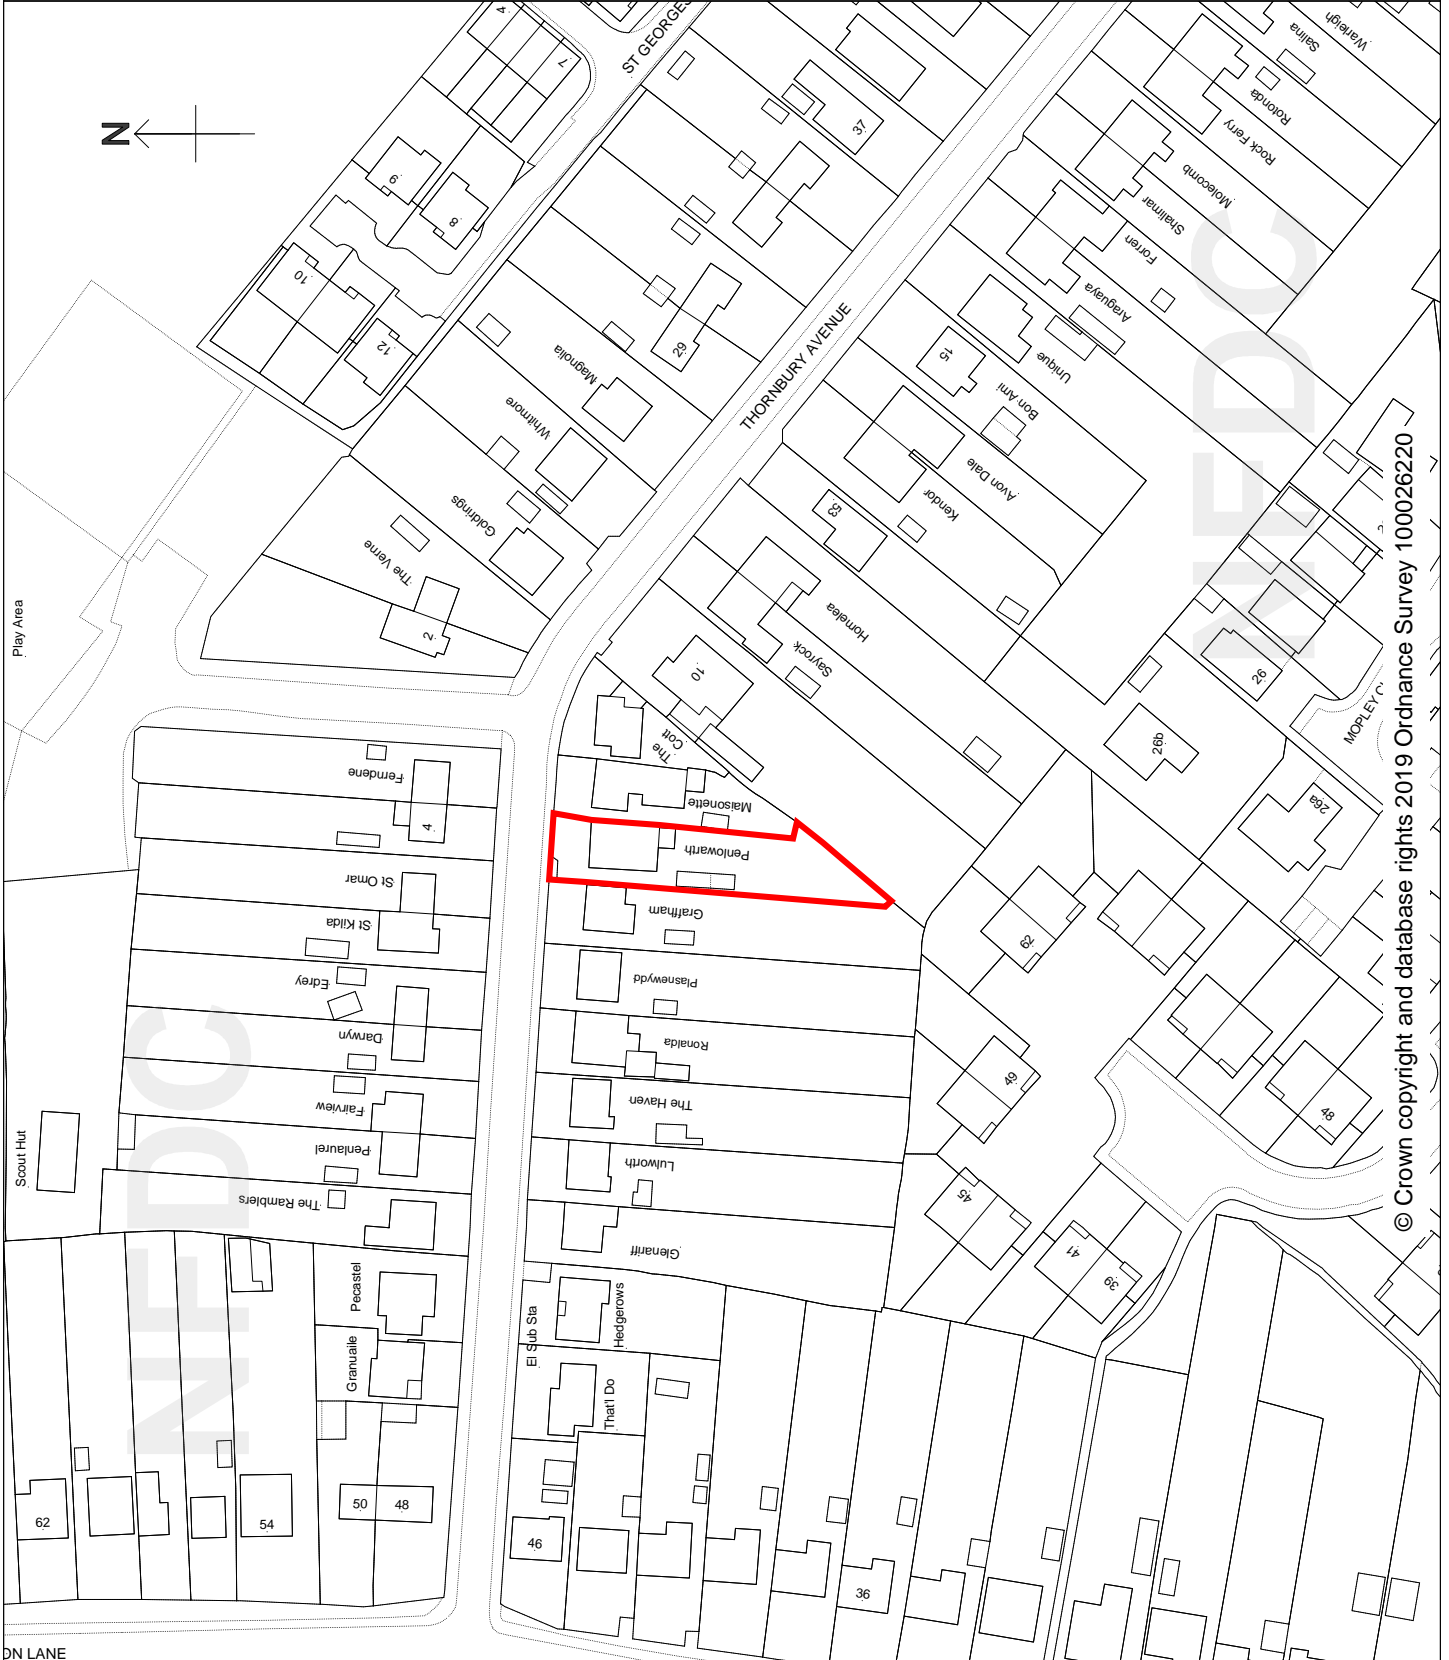 4
7
ST GEORGES
Warleigh
Salina
Rotonda
Rock Ferry
Molecomb
Shalimar
Forren
Araguaya
Unique
Bon Ami
15
Avon Dale
Kendor
53
Homelea
Sayrock
10
The
Cott
Maisonette
Penlowarth
Graffham
Plasnewydd
Ronalda
The Haven
Lulworth
Glenariff
Hedgerows
El Sub Sta
That'l Do
46
36
N
9
8
10
12
37
29
Magnolia
Whitmore
Goldrings
The Verne
2
THORNBURY AVENUE
Play Area
Ferndene
4
St Omar
St Kilda
Edrey
Darwyn
Fairview
Penlaurel
The Ramblers
Scout Hut
Pecastel
Granuaile
62
54
50
48
ON LANE
26
26b
26a
MOPLEY
62
49
45
41
39
48
NFDC
NFDC
© Crown copyright and database rights 2019 Ordnance Survey 100026220